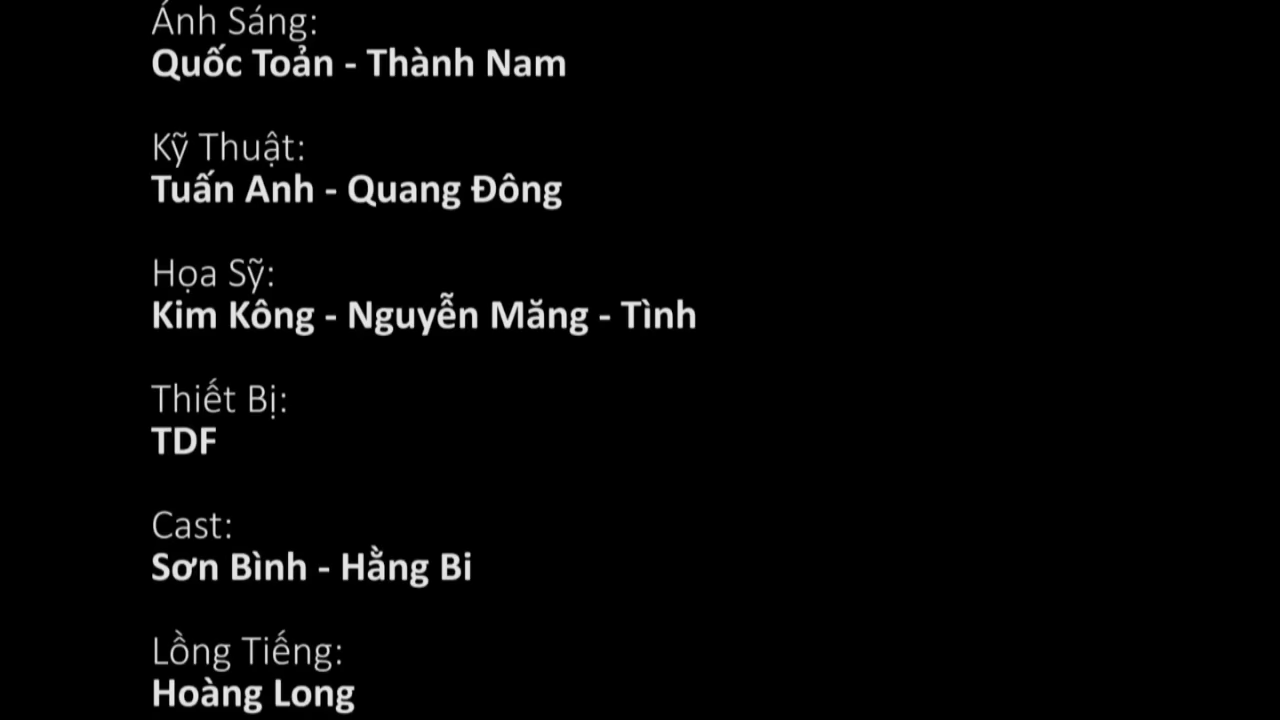 Ánh Sáng:
Quốc Toản - Thành Nam
Kỹ Thuật:
Tuấn Anh - Quang Đông
Họa Sỹ:
Kim Kông - Nguyễn Măng - Tình
Thiết Bị:
TDF
Cast:
Sơn Bình - Hằng Bi
Lồng Tiếng:
Hoàng Long